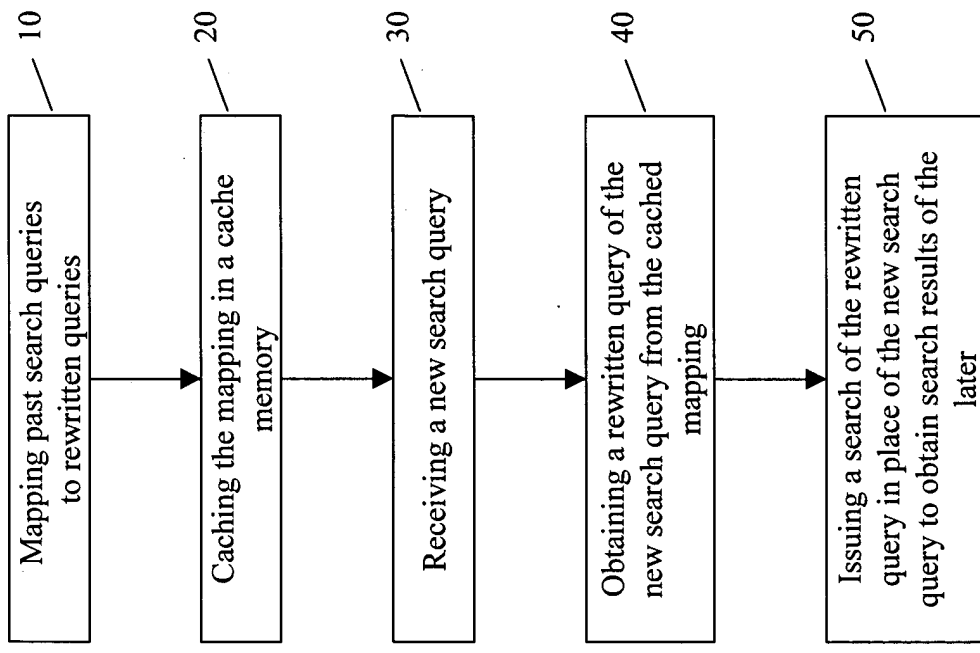 Mapping past search queries
to rewritten queries
10
Caching the mapping in a cache
memory
20
Receiving a new search query
30
Obtaining a rewritten query of the
new search query from the cached
mapping
40
Issuing a search of the rewritten
query in place of the new search
query to obtain search results of the
later
50